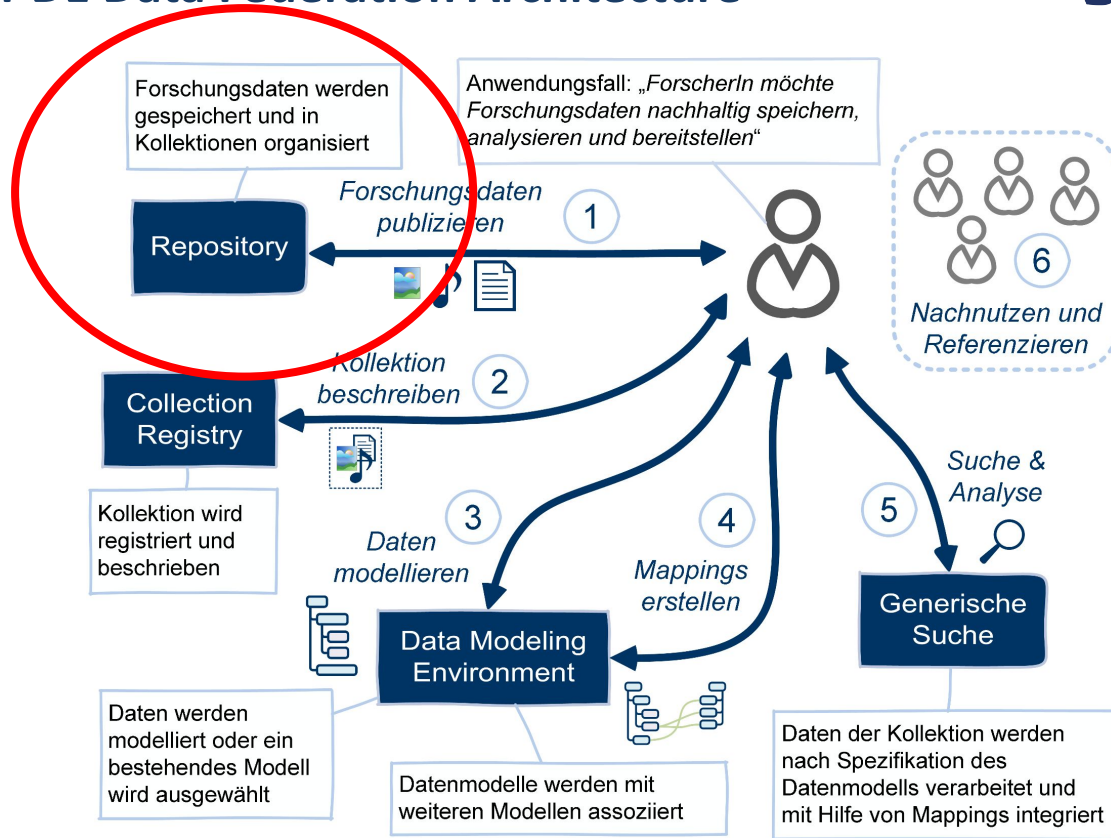 Forschungsdaten werden
gespeichert und in
Kollektionen organisiert
Anwendungsfall: „ForscherIn möchte
Forschungsdaten nachhaltig speichern,
analysieren und bereitstellen“
Forschungsdaten
publizieren
1
Repository
6
Nachnutzen und
Referenzieren
Kollektion
beschreiben
2
Collection
Registry
Kollektion wird
registriert und
beschrieben
3
Daten
modellieren
4
Mappings
erstellen
5
Suche &
Analyse
Generische
Suche
Data Modeling
Environment
Daten werden
modelliert oder ein
bestehendes Modell
wird ausgewählt
Datenmodelle werden mit
weiteren Modellen assoziiert
Daten der Kollektion werden
nach Spezifikation des
Datenmodells verarbeitet und
mit Hilfe von Mappings integriert